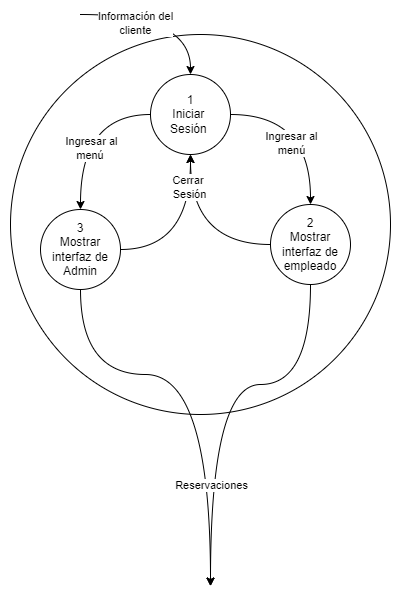 Información del
cliente
1
Iniciar
Sesión
Ingresar al
menú
Ingresar al
menú
Cerrar
Sesión
3
Mostrar
interfaz de
Admin
2
Mostrar
interfaz de
empleado
Reservaciones